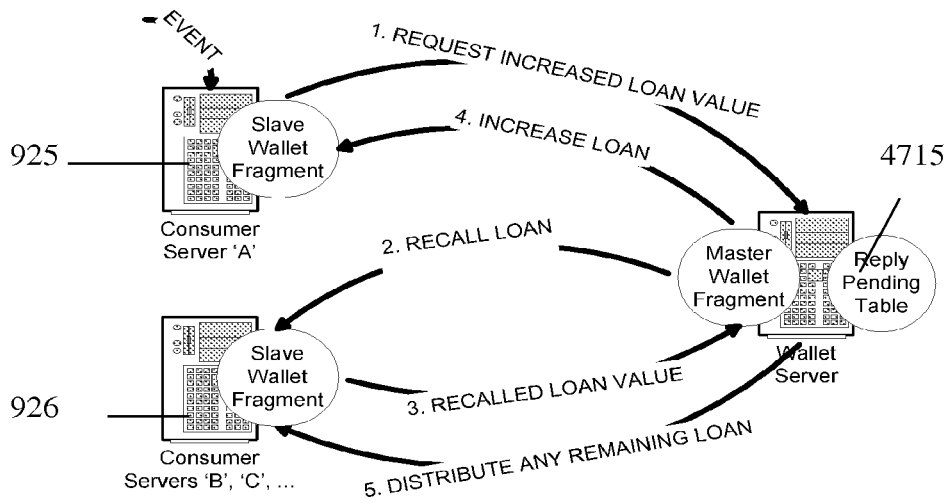 EVENT
1. REQUEST INCREASED LOAN VALUE
Slave
Wallet
Fragment
4. INCREASE LOAN
925
4715
Consumer
Server 'A'
2. RECALL LOAN
Master
Wallet
Fragment
Reply
Pending
Table
Wallet
Server
Slave
Wallet
Fragment
3. RECALLED LOAN VALUE
926
Consumer
Servers 'B', 'C', ...
5. DISTRIBUTE ANY REMAINING LOAN